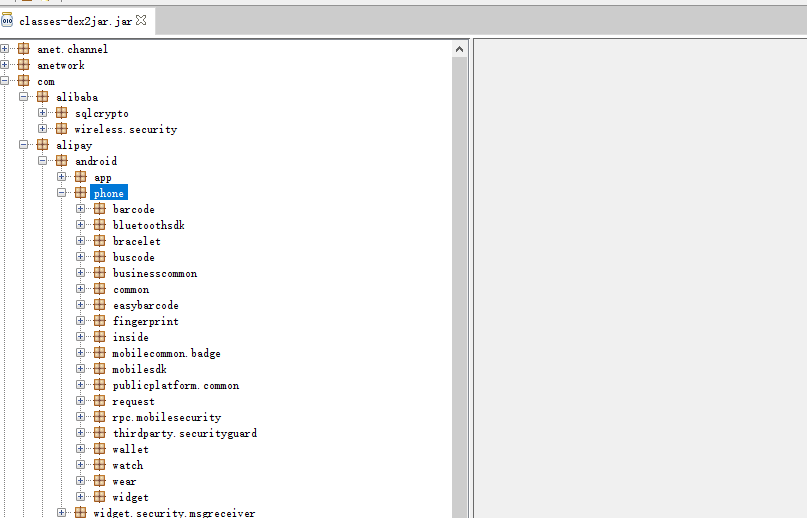 classes-dex2jar.jar
anet.channel
anetwork
com
alibaba
sqlcrypto
wireless.security
alipay
android
app
phone
barcode
bluetoothsdk
bracelet
buscode
businesscommon
common
easybarcode
fingerprint
inside
mobilecommon.badge
mobilesdk
publicplatform.common
request
rpc.mobilesecurity
thirdparty.securityguard
wallet
watch
wear
widget
widget.security.msgreceiver